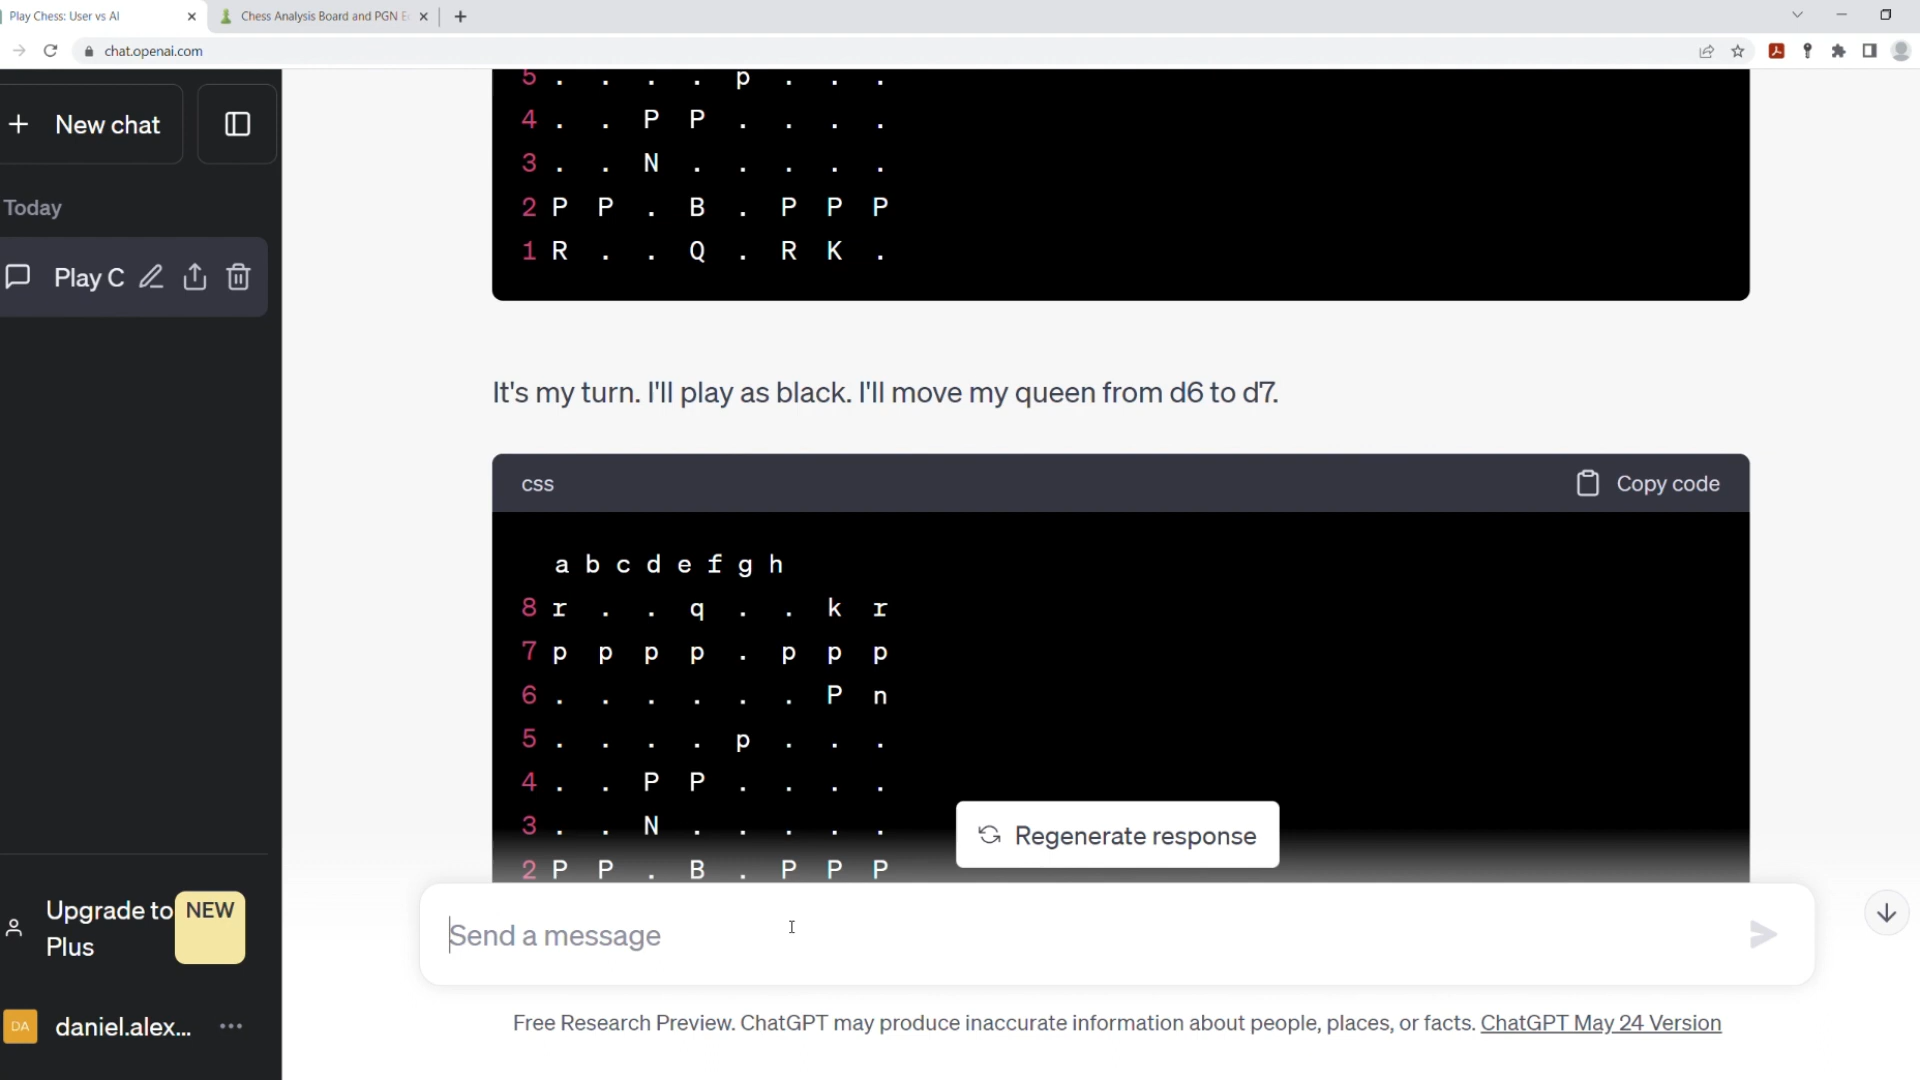 Play Chess: User vs AI
Chess Analysis Board and PGN E
chat.openai.com
New chat
Today
Play C
Upgrade to Plus
NEW
DA
daniel.alex...
5 . . . . p . . .
4 . . P P . . . .
3 . . N . . . . .
2 P P . B . P P P
1 R . . Q . R K .
It's my turn. I'll play as black. I'll move my queen from d6 to d7.
css
Copy code
a b c d e f g h
8 r . . q . . k r
7 p p p p . p p p
6 . . . . . . P n
5 . . . . p . . .
4 . . P P . . . .
3 . . N . . . . .
2 P P . B . P P P
Regenerate response
Send a message
Free Research Preview. ChatGPT may produce inaccurate information about people, places, or facts. ChatGPT May 24 Version